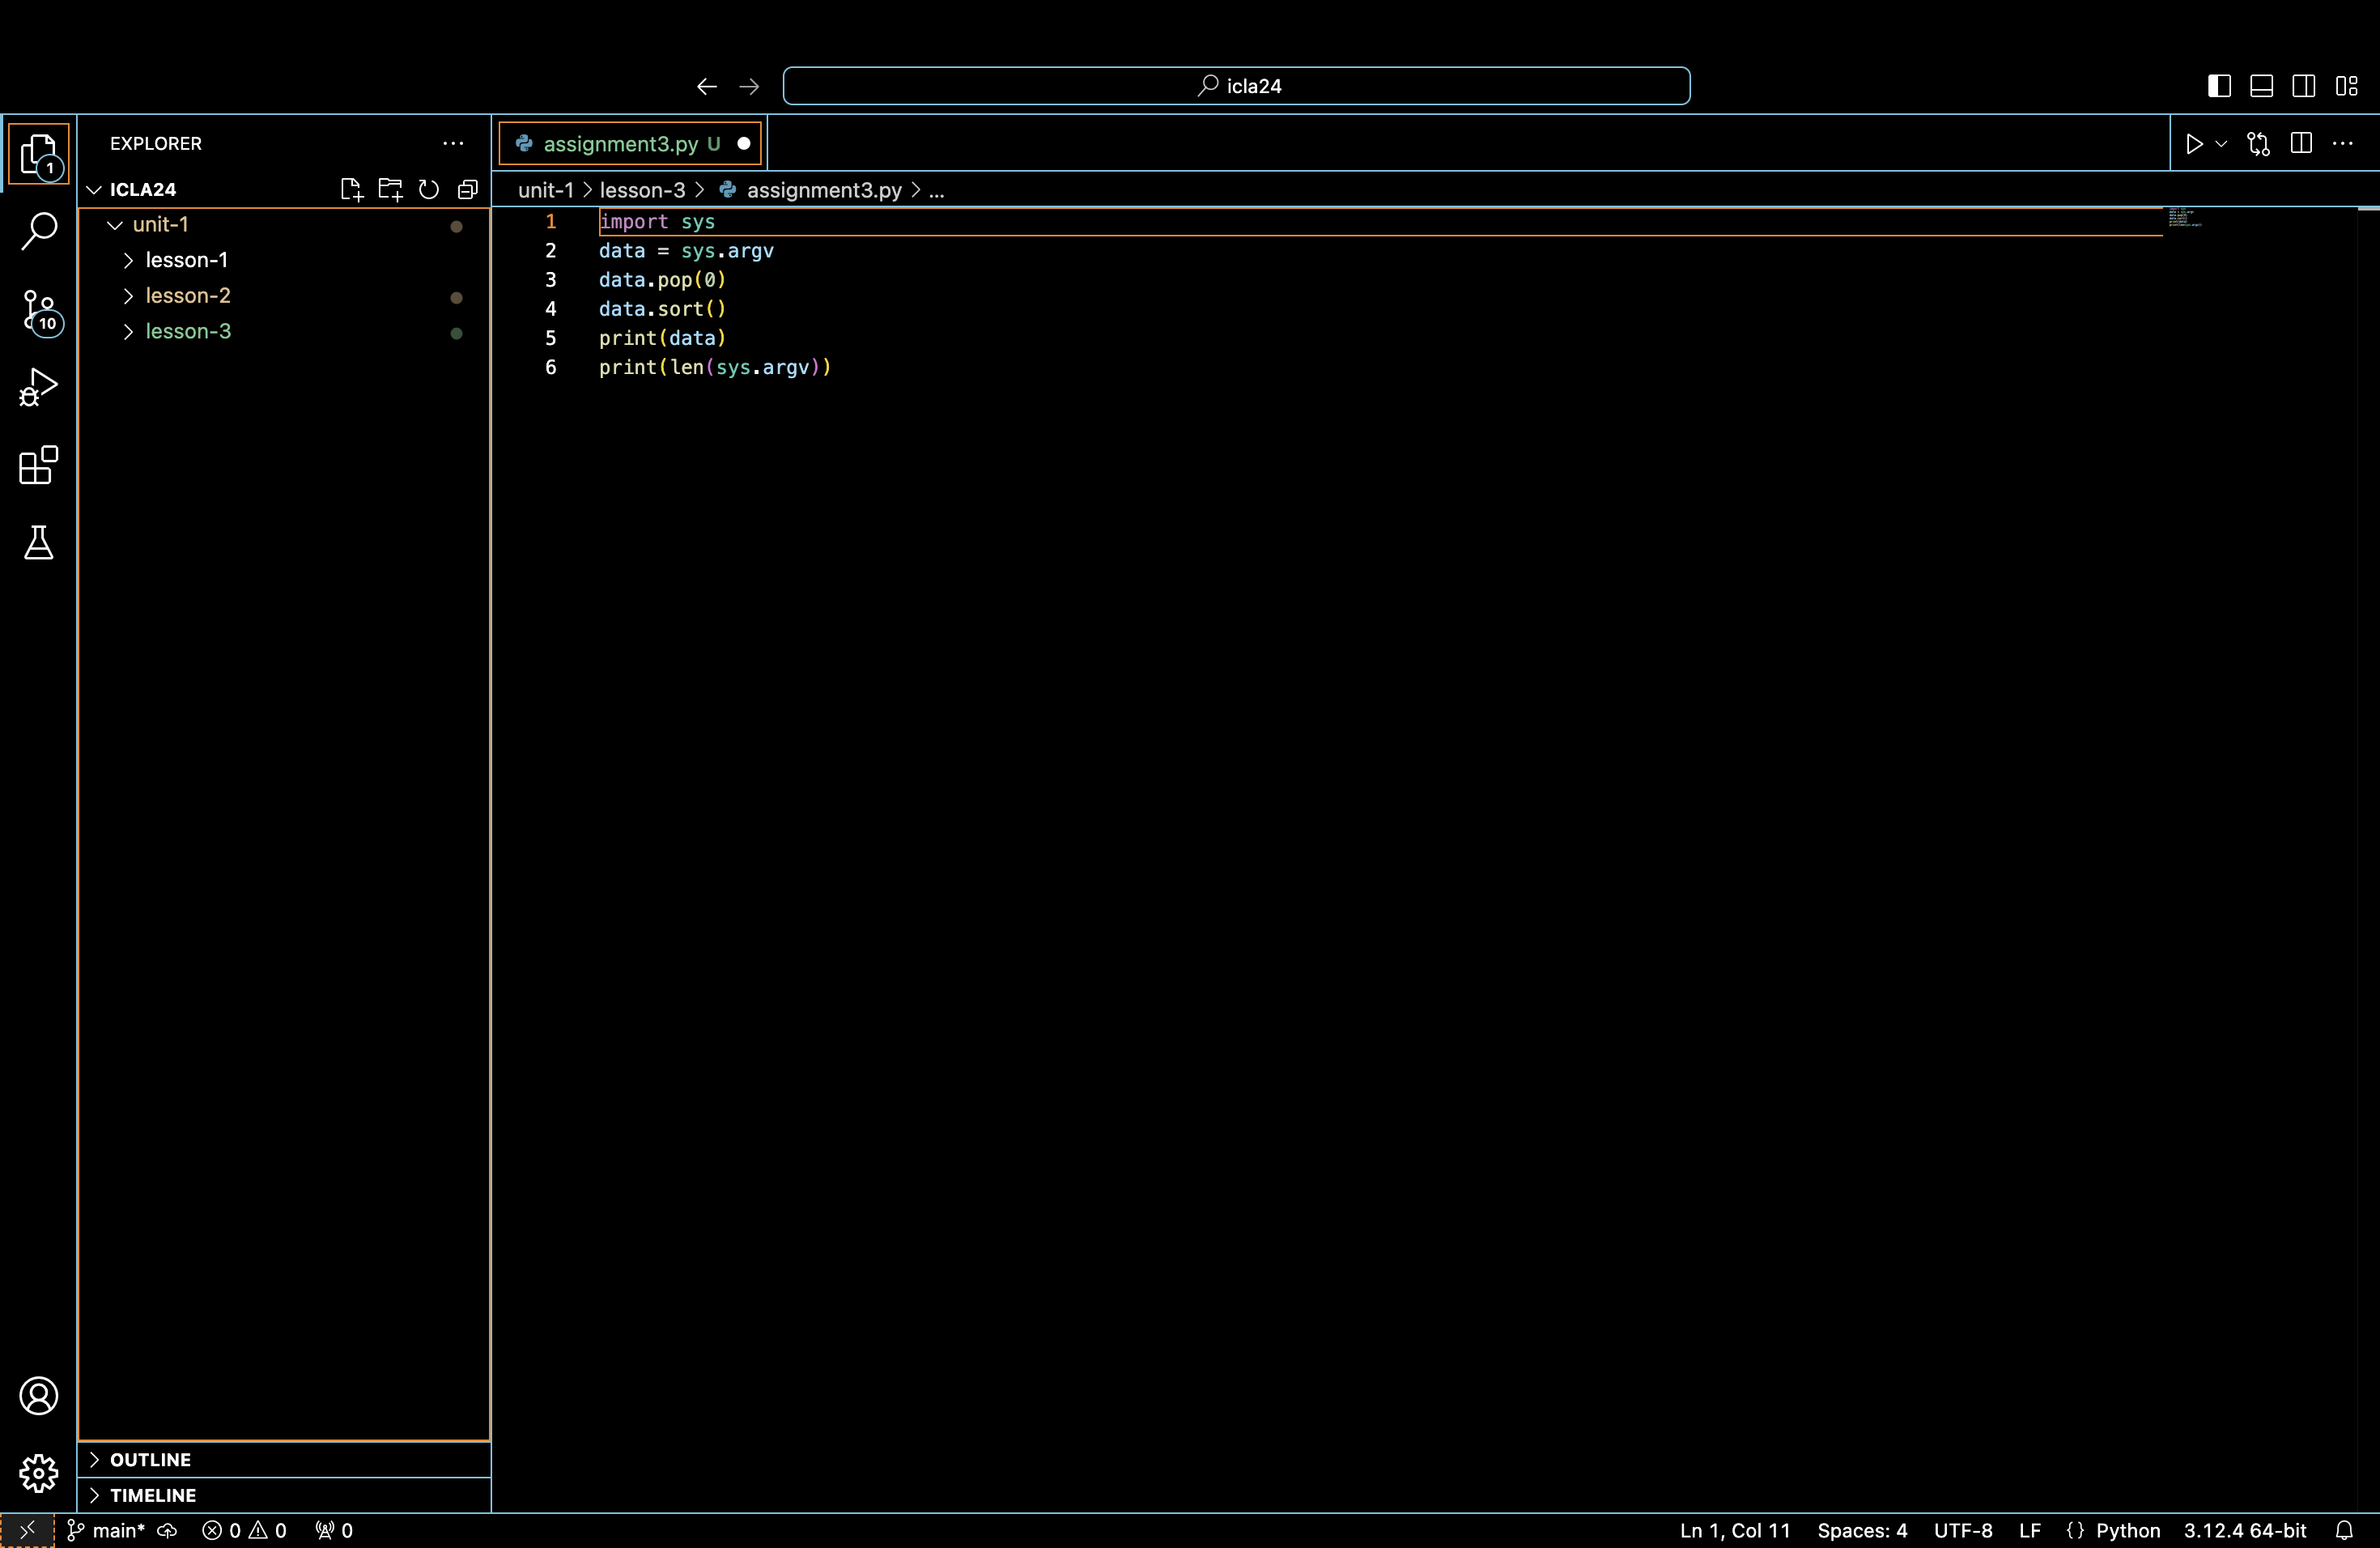 icla24
1
EXPLORER
ICLA24
unit-1
lesson-1
lesson-2
lesson-3
10
assignment3.py U
unit-1 > lesson-3 > assignment3.py > ...
1 import sys
2 data = sys.argv
3 data.pop(0)
4 data.sort()
5 print(data)
6 print(len(sys.argv))
OUTLINE
TIMELINE
main* 0 0 0 Ln 1, Col 11 Spaces: 4 UTF-8 LF {} Python 3.12.4 64-bit